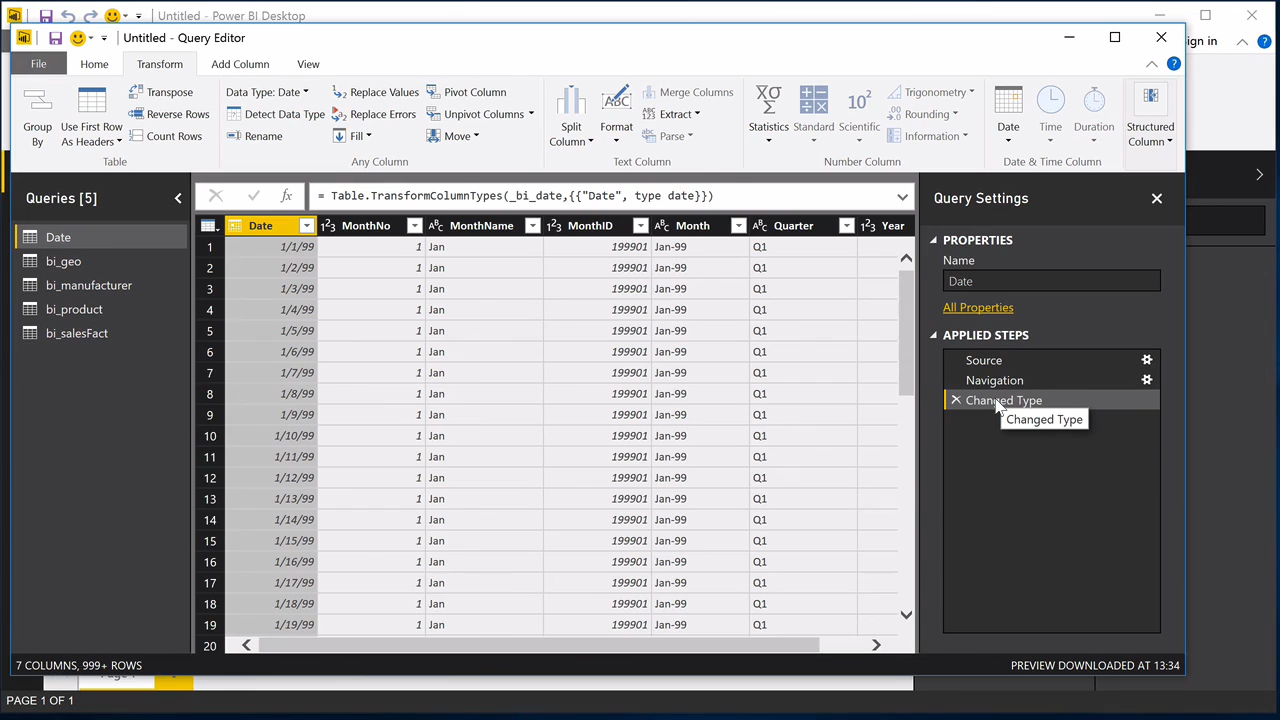 Untitled - Power BI Desktop
Sign in
Untitled - Query Editor
File Home Transform Add Column View
Transpose
Reverse Rows
Count Rows
Group By
Use First Row As Headers
Table
Data Type: Date
Detect Data Type
Rename
Replace Values
Replace Errors
Fill
Pivot Column
Unpivot Columns
Move
Any Column
Split Column
ABC
Format
Merge Columns
Extract
Parse
Text Column
Statistics
Standard
10²
Scientific
Trigonometry
Rounding
Information
Number Column
Date
Time
Duration
Date & Time Column
Structured Column
Queries [5]
Date
bi_geo
bi_manufacturer
bi_product
bi_salesFact
fx = Table.TransformColumnTypes(_bi_date,{{"Date", type date}})
Date 1²3 MonthNo ABC MonthName 1²3 MonthID ABC Month ABC Quarter 1²3 Year
1 1/1/99 1 Jan 199901 Jan-99 Q1
2 1/2/99 1 Jan 199901 Jan-99 Q1
3 1/3/99 1 Jan 199901 Jan-99 Q1
4 1/4/99 1 Jan 199901 Jan-99 Q1
5 1/5/99 1 Jan 199901 Jan-99 Q1
6 1/6/99 1 Jan 199901 Jan-99 Q1
7 1/7/99 1 Jan 199901 Jan-99 Q1
8 1/8/99 1 Jan 199901 Jan-99 Q1
9 1/9/99 1 Jan 199901 Jan-99 Q1
10 1/10/99 1 Jan 199901 Jan-99 Q1
11 1/11/99 1 Jan 199901 Jan-99 Q1
12 1/12/99 1 Jan 199901 Jan-99 Q1
13 1/13/99 1 Jan 199901 Jan-99 Q1
14 1/14/99 1 Jan 199901 Jan-99 Q1
15 1/15/99 1 Jan 199901 Jan-99 Q1
16 1/16/99 1 Jan 199901 Jan-99 Q1
17 1/17/99 1 Jan 199901 Jan-99 Q1
18 1/18/99 1 Jan 199901 Jan-99 Q1
19 1/19/99 1 Jan 199901 Jan-99 Q1
20
Query Settings
PROPERTIES
Name
Date
All Properties
APPLIED STEPS
Source
Navigation
Changed Type
Changed Type
7 COLUMNS, 999+ ROWS
PREVIEW DOWNLOADED AT 13:34
PAGE 1 OF 1